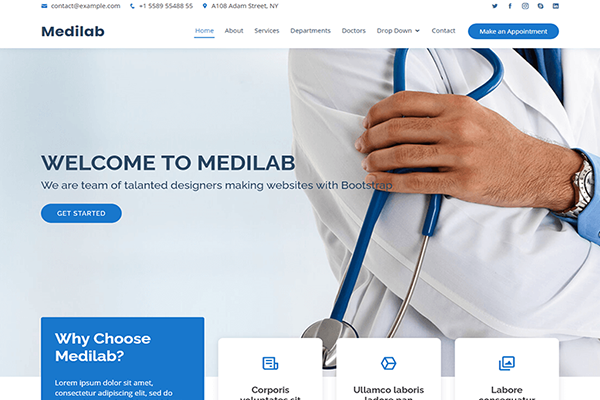 contact@example.com +1 5589 55488 55 A108 Adam Street, NY
Medilab Home About Services Departments Doctors Drop Down Contact Make an Appointment
WELCOME TO MEDILAB
We are team of talanted designers making websites with Bootstrap
GET STARTED
Why Choose
Medilab?
Lorem ipsum dolor sit amet,
consectetur adipiscing elit, sed do
Corporis
voluptates sit
Ullamco laboris
ladore pan
Labore
consequatur